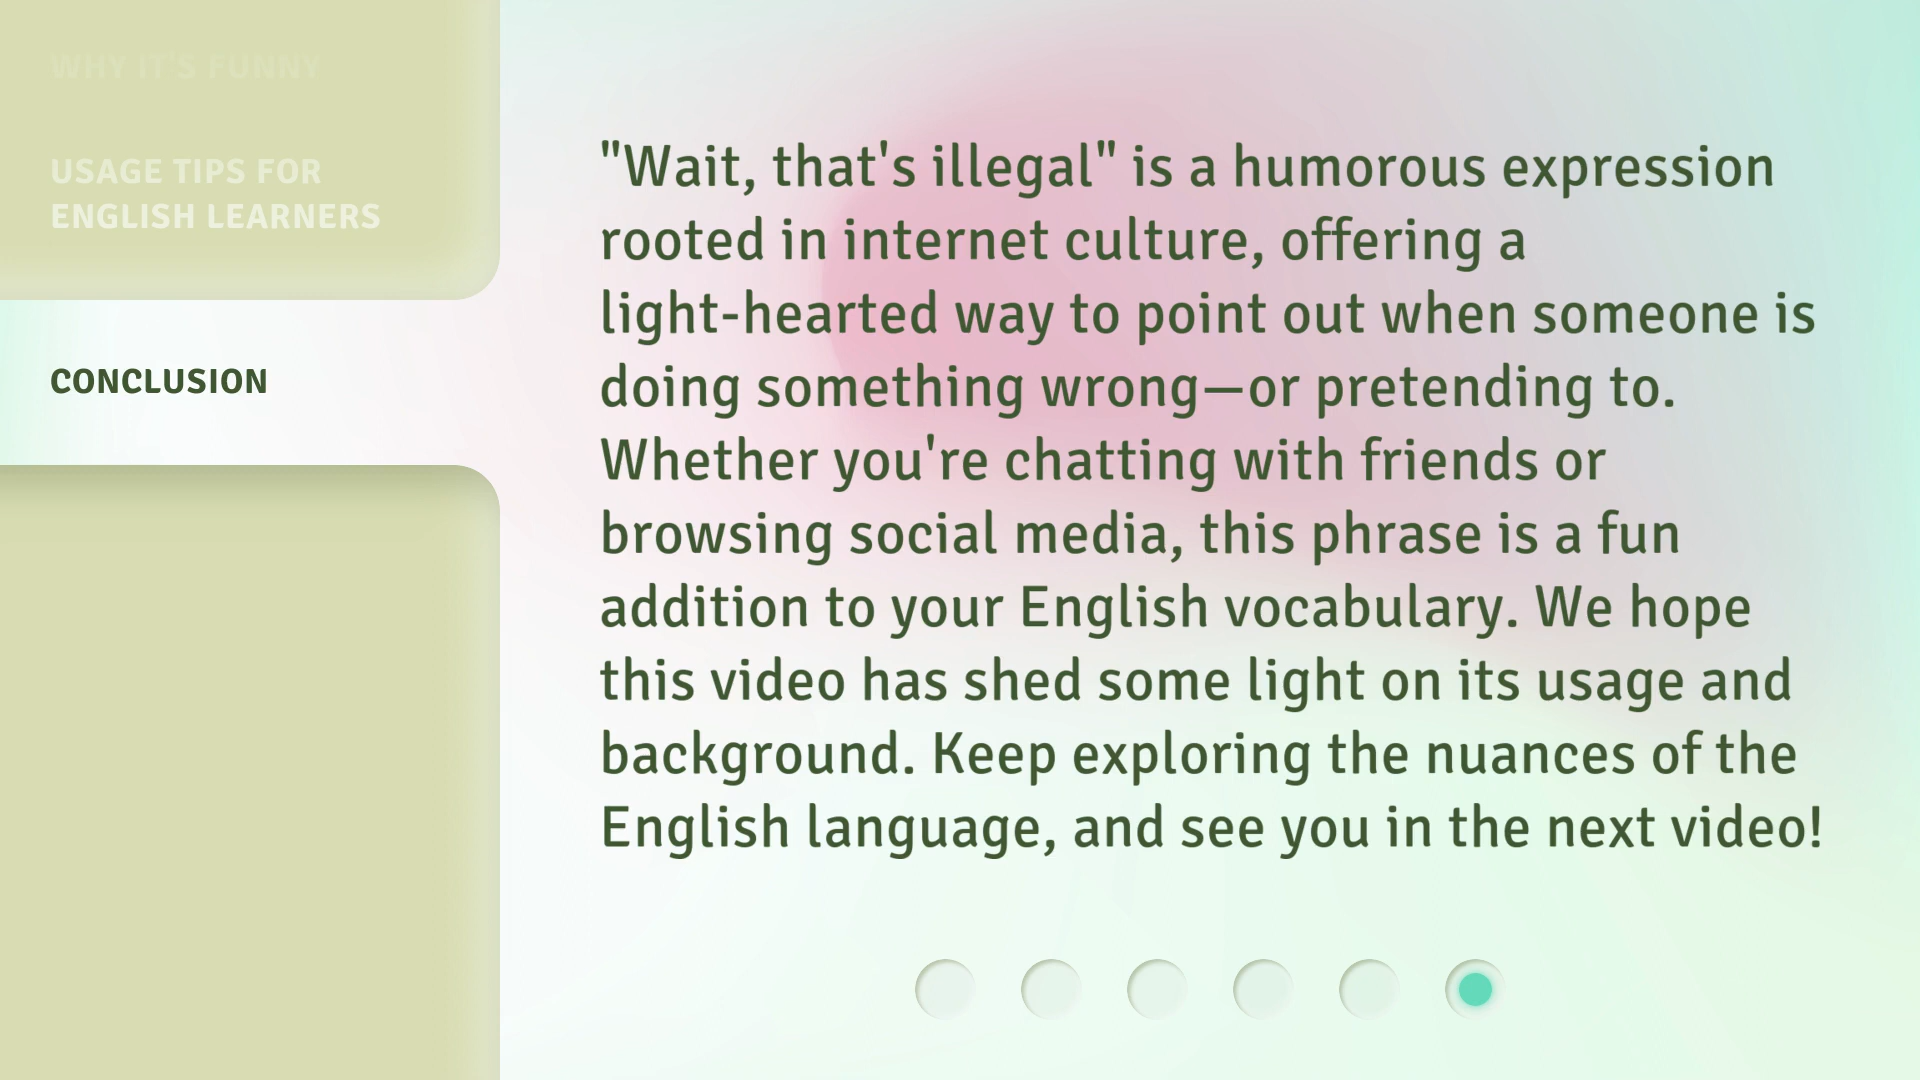 WHY IT'S FUNNY
USAGE TIPS FOR
ENGLISH LEARNERS
CONCLUSION
"Wait, that's illegal" is a humorous expression
rooted in internet culture, offering a
light-hearted way to point out when someone is
doing something wrong—or pretending to.
Whether you're chatting with friends or
browsing social media, this phrase is a fun
addition to your English vocabulary. We hope
this video has shed some light on its usage and
background. Keep exploring the nuances of the
English language, and see you in the next video!